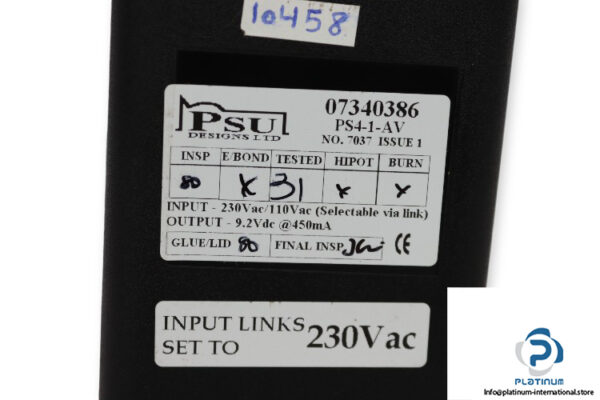 10458
PSU
DESIGNS LTD
07340386
PS4-1-AV
NO. 7037 ISSUE 1
INSP E/BOND TESTED HIPOT BURN
80 X 31 X X
INPUT - 230Vac/110Vac (Selectable via link)
OUTPUT - 9.2Vdc @450mA
GLUE/LID 80 FINAL INSP. CE
INPUT LINKS
SET TO 230Vac
PLATINUM
info@platinum-international.store